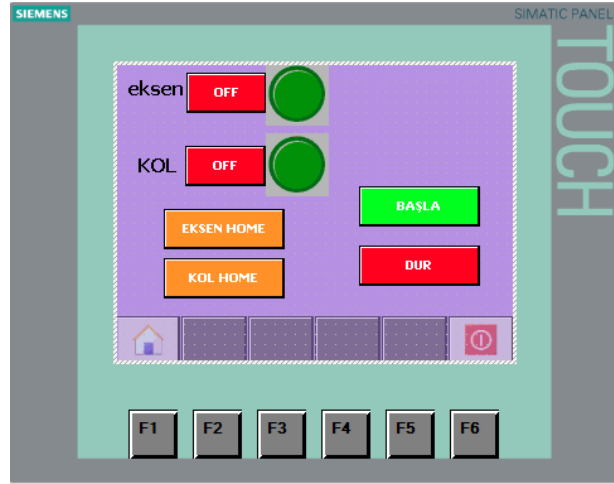 SIEMENS
SIMATIC PANEL
TOUCH
eksen OFF
KOL OFF
BAŞLA
EKSEN HOME
DUR
KOL HOME
F1 F2 F3 F4 F5 F6